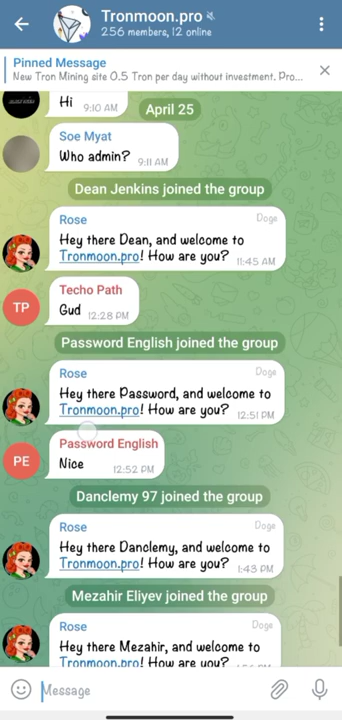 Tronmoon.pro
256 members, 12 online
Pinned Message
New Tron Mining site 0.5 Tron per day without investment. Pro...
Hi
9:10 AM
April 25
Soe Myat
Who admin?
9:11 AM
Dean Jenkins joined the group
Rose
Doge
Hey there Dean, and welcome to
Tronmoon.pro! How are you?
11:45 AM
Techo Path
TP
Gud
12:28 PM
Password English joined the group
Rose
Doge
Hey there Password, and welcome to
Tronmoon.pro! How are you?
12:51 PM
Password English
PE
Nice
12:52 PM
Danclemy 97 joined the group
Rose
Doge
Hey there Danclemy, and welcome to
Tronmoon.pro! How are you?
1:43 PM
Mezahir Eliyev joined the group
Rose
Doge
Hey there Mezahir, and welcome to
Tronmoon.pro! How are you?
Message